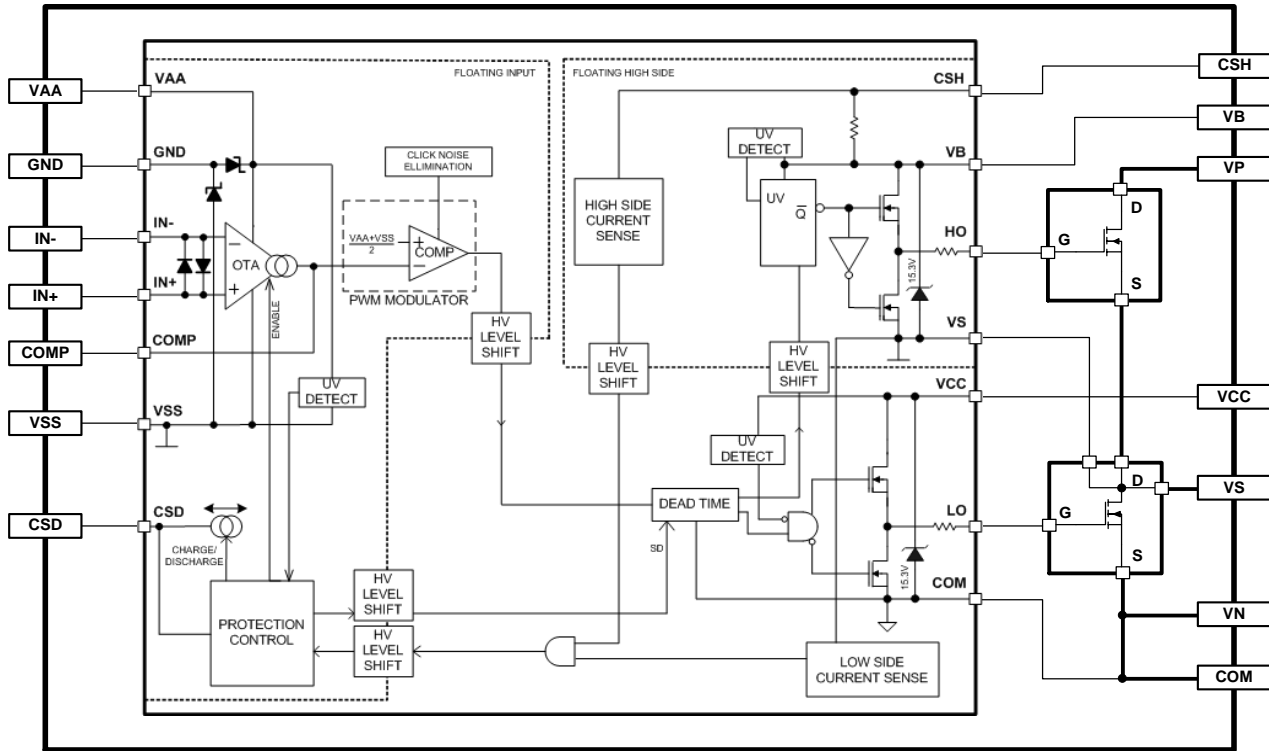 VAA
GND
IN-
IN+
COMP
VSS
CSD
FLOATING INPUT
VAA
GND
IN-
IN+
COMP
VSS
CSD
OTA
ENABLE
CLICK NOISE
ELLIMINATION
VAA+VSS
2
COMP
PWM MODULATOR
UV
DETECT
HV
LEVEL
SHIFT
CHARGE/
DISCHARGE
PROTECTION
CONTROL
HV
LEVEL
SHIFT
HV
LEVEL
SHIFT
FLOATING HIGH SIDE
CSH
UV
DETECT
VB
HIGH SIDE
CURRENT
SENSE
UV
Q
HO
15.3V
VS
HV
LEVEL
SHIFT
HV
LEVEL
SHIFT
VCC
UV
DETECT
DEAD TIME
SD
LO
15.3V
COM
LOW SIDE
CURRENT SENSE
D
G
S
D
G
S
CSH
VB
VP
VCC
VS
VN
COM